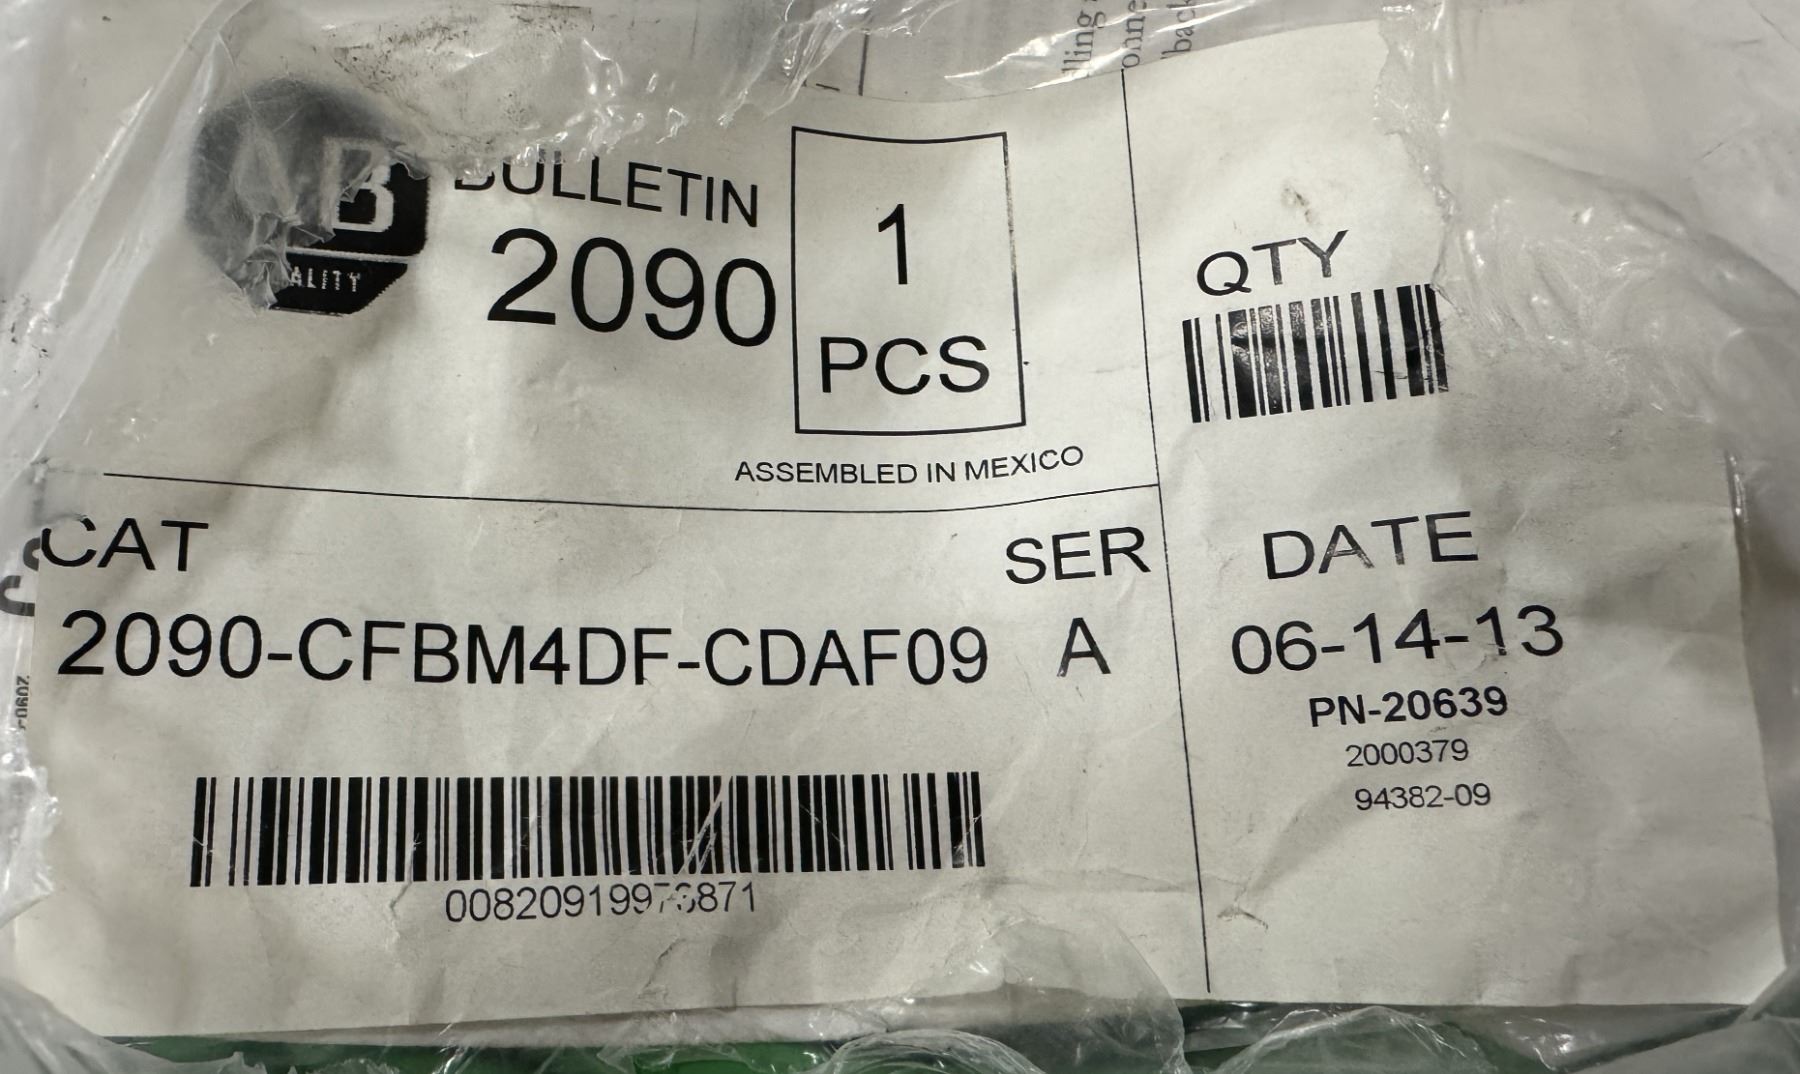 BULLETIN
2090
1
PCS
ASSEMBLED IN MEXICO
QTY
CAT
2090-CFBM4DF-CDAF09
SER
A
DATE
06-14-13
PN-20639
2000379
94382-09